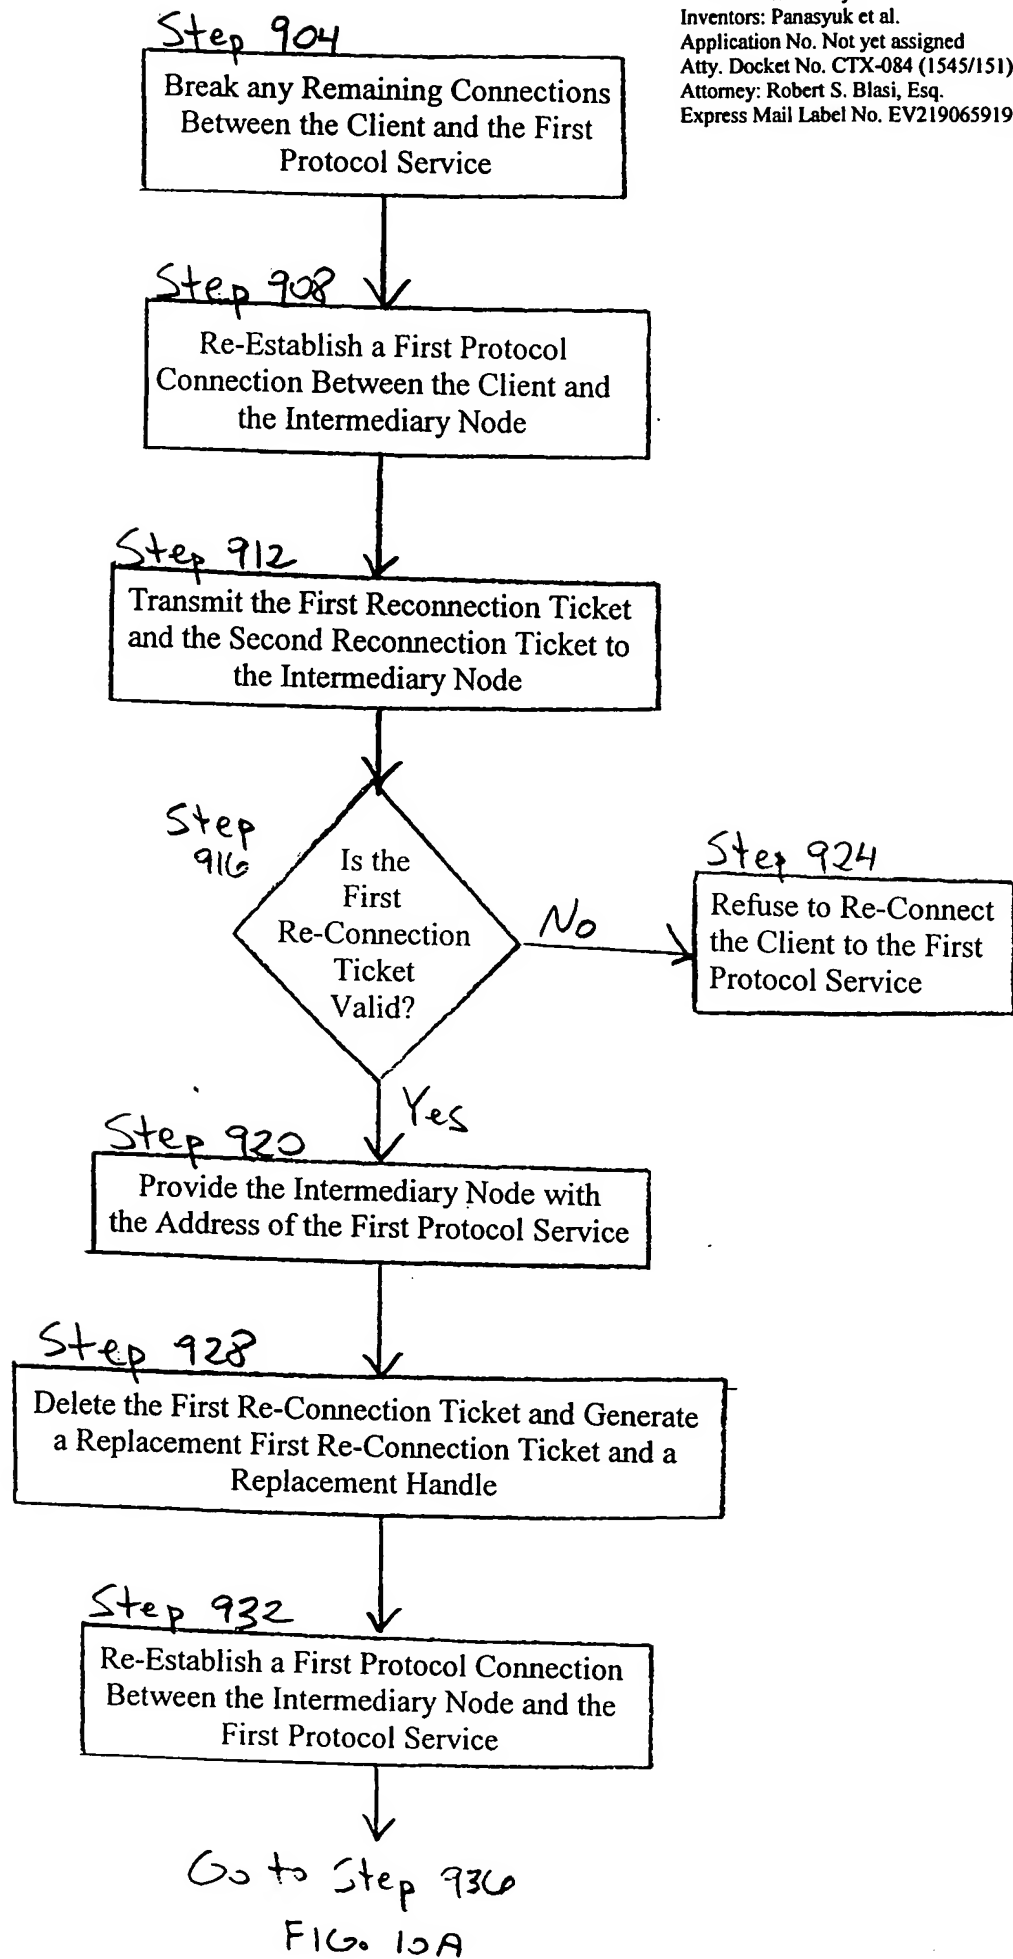 Inventors: Panasyuk et al.
Application No. Not yet assigned
Atty. Docket No. CTX-084 (1545/151)
Attorney: Robert S. Blasi, Esq.
Express Mail Label No. EV219065919
Step 904
Break any Remaining Connections
Between the Client and the First
Protocol Service
Step 908
Re-Establish a First Protocol
Connection Between the Client and
the Intermediary Node
Step 912
Transmit the First Reconnection Ticket
and the Second Reconnection Ticket to
the Intermediary Node
Step
916
Is the
First
Re-Connection
Ticket
Valid?
No
Step 924
Refuse to Re-Connect
the Client to the First
Protocol Service
Yes
Step 920
Provide the Intermediary Node with
the Address of the First Protocol Service
Step 928
Delete the First Re-Connection Ticket and Generate
a Replacement First Re-Connection Ticket and a
Replacement Handle
Step 932
Re-Establish a First Protocol Connection
Between the Intermediary Node and the
First Protocol Service
Go to Step 936
FIG. 10A